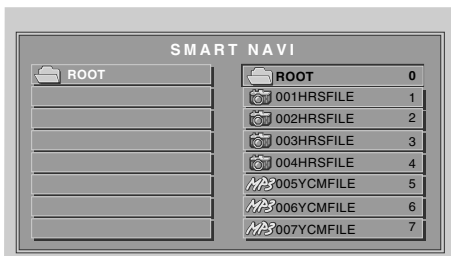 SMART NAVI
ROOT
ROOT 0
001HRSFILE 1
002HRSFILE 2
003HRSFILE 3
004HRSFILE 4
MP3 005YCMFILE 5
MP3 006YCMFILE 6
MP3 007YCMFILE 7